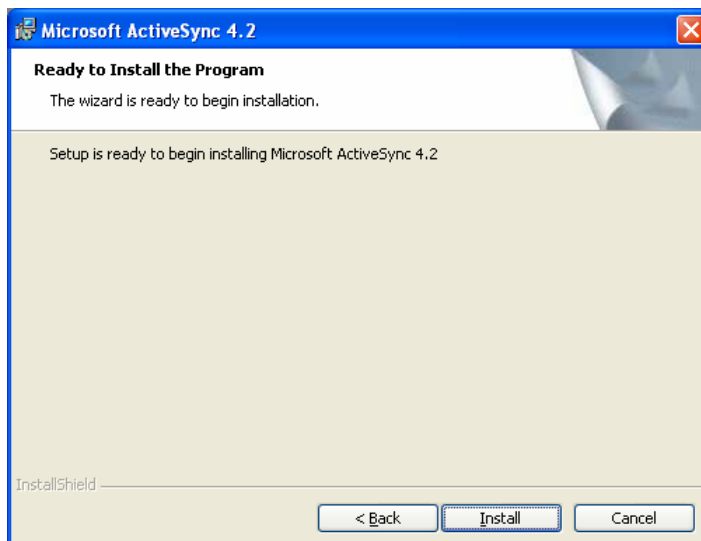 Microsoft ActiveSync 4.2
Ready to Install the Program
The wizard is ready to begin installation.
Setup is ready to begin installing Microsoft ActiveSync 4.2
InstallShield
< Back
Install
Cancel